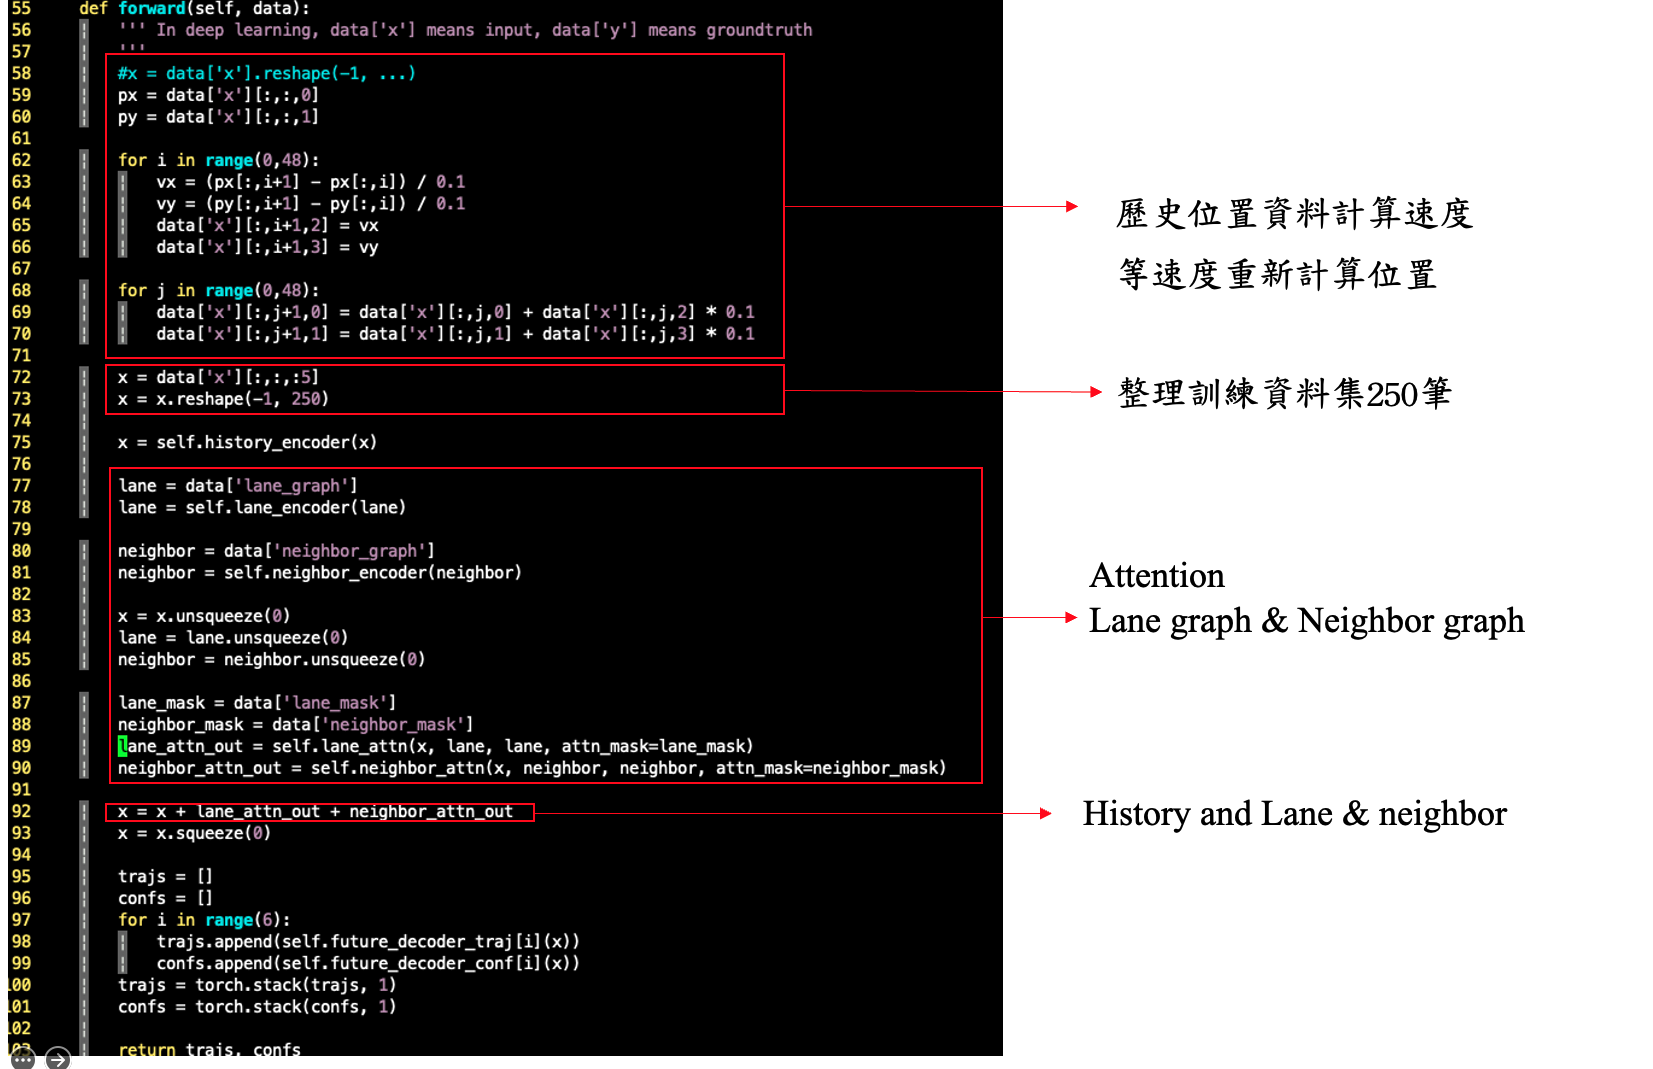 55 def forward(self, data):
56 ''' In deep learning, data['x'] means input, data['y'] means groundtruth
57 '''
58 #x = data['x'].reshape(-1, ...)
59 px = data['x'][:,:,0]
60 py = data['x'][:,:,1]
61
62 for i in range(0,48):
63 vx = (px[:,i+1] - px[:,i]) / 0.1
64 vy = (py[:,i+1] - py[:,i]) / 0.1
65 data['x'][:,i+1,2] = vx
66 data['x'][:,i+1,3] = vy
67
68 for j in range(0,48):
69 data['x'][:,j+1,0] = data['x'][:,j,0] + data['x'][:,j,2] * 0.1
70 data['x'][:,j+1,1] = data['x'][:,j,1] + data['x'][:,j,3] * 0.1
71
歷史位置資料計算速度
等速度重新計算位置
72 x = data['x'][:,:,:5]
73 x = x.reshape(-1, 250)
74
整理訓練資料集250筆
75 x = self.history_encoder(x)
76
77 lane = data['lane_graph']
78 lane = self.lane_encoder(lane)
79
80 neighbor = data['neighbor_graph']
81 neighbor = self.neighbor_encoder(neighbor)
82
83 x = x.unsqueeze(0)
84 lane = lane.unsqueeze(0)
85 neighbor = neighbor.unsqueeze(0)
86
87 lane_mask = data['lane_mask']
88 neighbor_mask = data['neighbor_mask']
89 lane_attn_out = self.lane_attn(x, lane, lane, attn_mask=lane_mask)
90 neighbor_attn_out = self.neighbor_attn(x, neighbor, neighbor, attn_mask=neighbor_mask)
91
Attention
Lane graph & Neighbor graph
92 x = x + lane_attn_out + neighbor_attn_out
History and Lane & neighbor
93 x = x.squeeze(0)
94
95 trajs = []
96 confs = []
97 for i in range(6):
98 trajs.append(self.future_decoder_traj[i](x))
99 confs.append(self.future_decoder_conf[i](x))
100 trajs = torch.stack(trajs, 1)
101 confs = torch.stack(confs, 1)
102
103 return trajs, confs